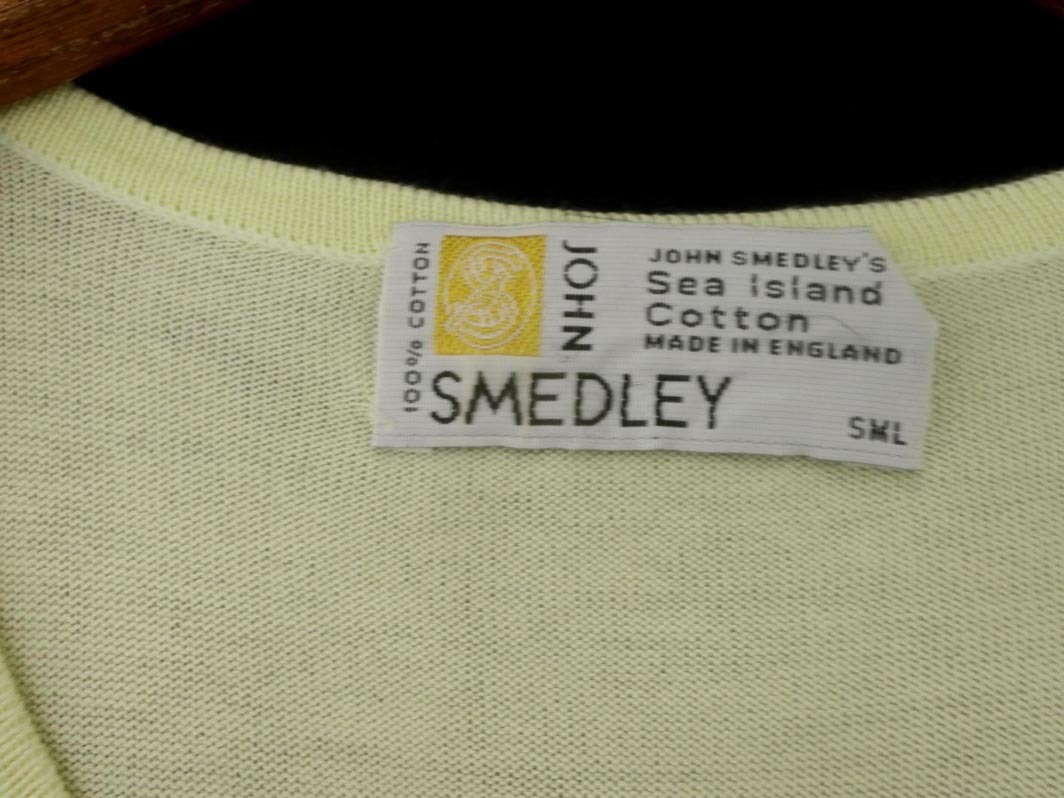 100% COTTON
JOHN
SMEDLEY
JOHN SMEDLEY'S
Sea Island
Cotton
MADE IN ENGLAND
SML